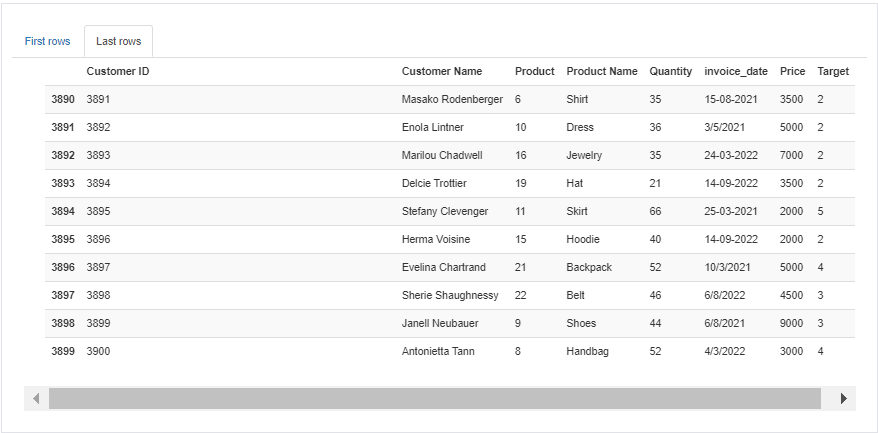 First rows Last rows
Customer ID Customer Name Product Product Name Quantity invoice_date Price Target
3890 3891 Masako Rodenberger 6 Shirt 35 15-08-2021 3500 2
3891 3892 Enola Lintner 10 Dress 36 3/5/2021 5000 2
3892 3893 Marilou Chadwell 16 Jewelry 35 24-03-2022 7000 2
3893 3894 Delcie Trottier 19 Hat 21 14-09-2022 3500 2
3894 3895 Stefany Clevenger 11 Skirt 66 25-03-2021 2000 5
3895 3896 Herma Voisine 15 Hoodie 40 14-09-2022 2000 2
3896 3897 Evelina Chartrand 21 Backpack 52 10/3/2021 5000 4
3897 3898 Sherie Shaughnessy 22 Belt 46 6/8/2022 4500 3
3898 3899 Janell Neubauer 9 Shoes 44 6/8/2021 9000 3
3899 3900 Antonietta Tann 8 Handbag 52 4/3/2022 3000 4